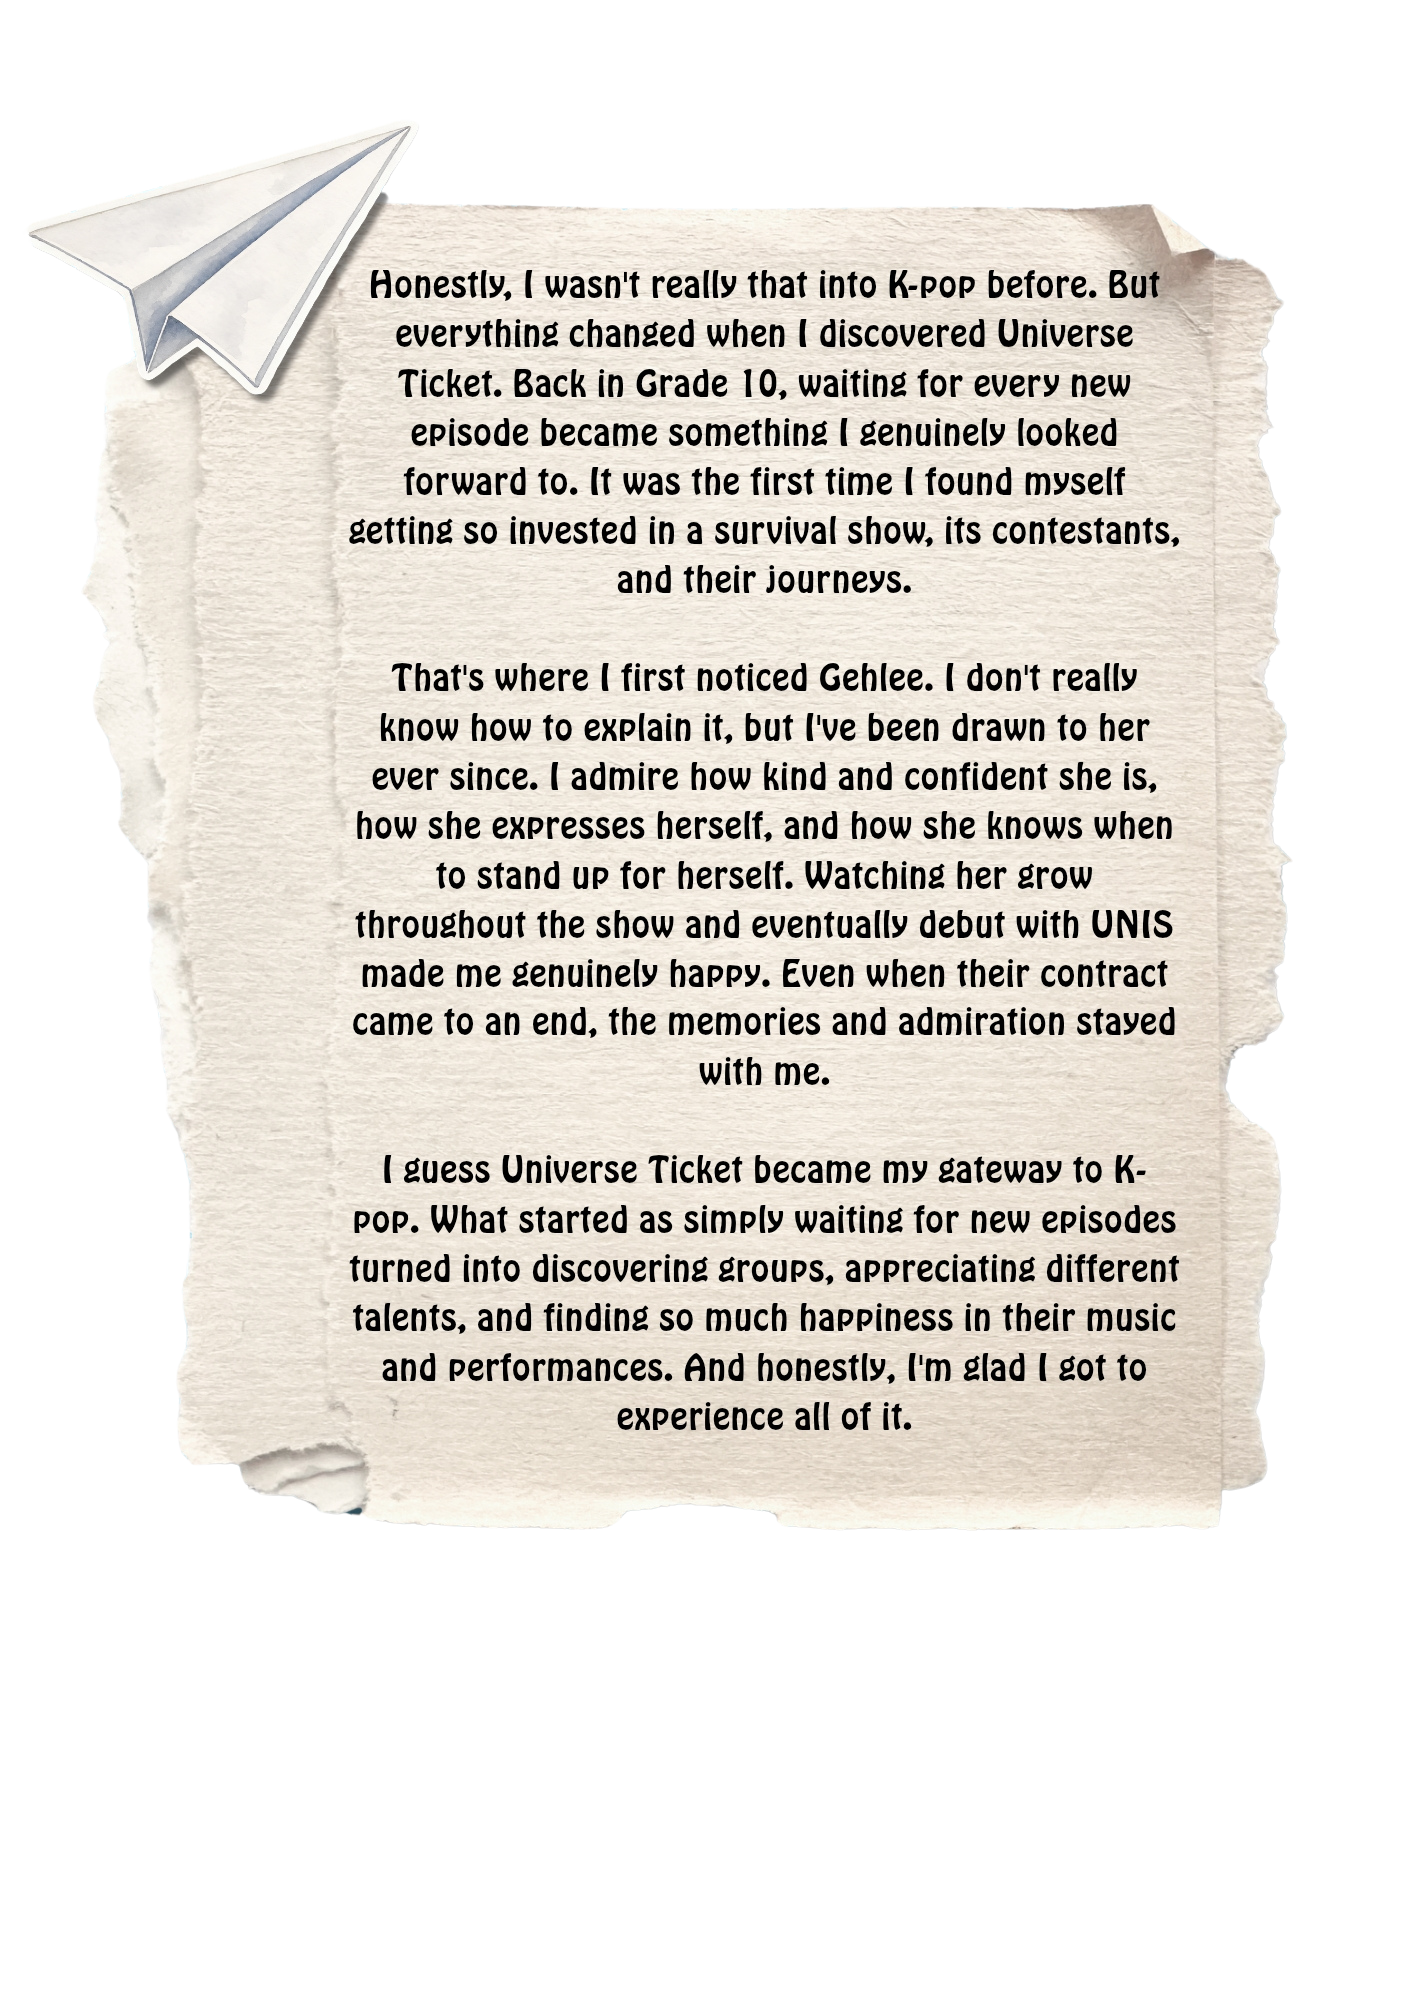 Honestly, I wasn't really that into K-pop before. But
everything changed when I discovered Universe
Ticket. Back in Grade 10, waiting for every new
episode became something I genuinely looked
forward to. It was the first time I found myself
getting so invested in a survival show, its contestants,
and their journeys.
That's where I first noticed Gehlee. I don't really
know how to explain it, but I've been drawn to her
ever since. I admire how kind and confident she is,
how she expresses herself, and how she knows when
to stand up for herself. Watching her grow
throughout the show and eventually debut with UNIS
made me genuinely happy. Even when their contract
came to an end, the memories and admiration stayed
with me.
I guess Universe Ticket became my gateway to K-
pop. What started as simply waiting for new episodes
turned into discovering groups, appreciating different
talents, and finding so much happiness in their music
and performances. And honestly, I'm glad I got to
experience all of it.